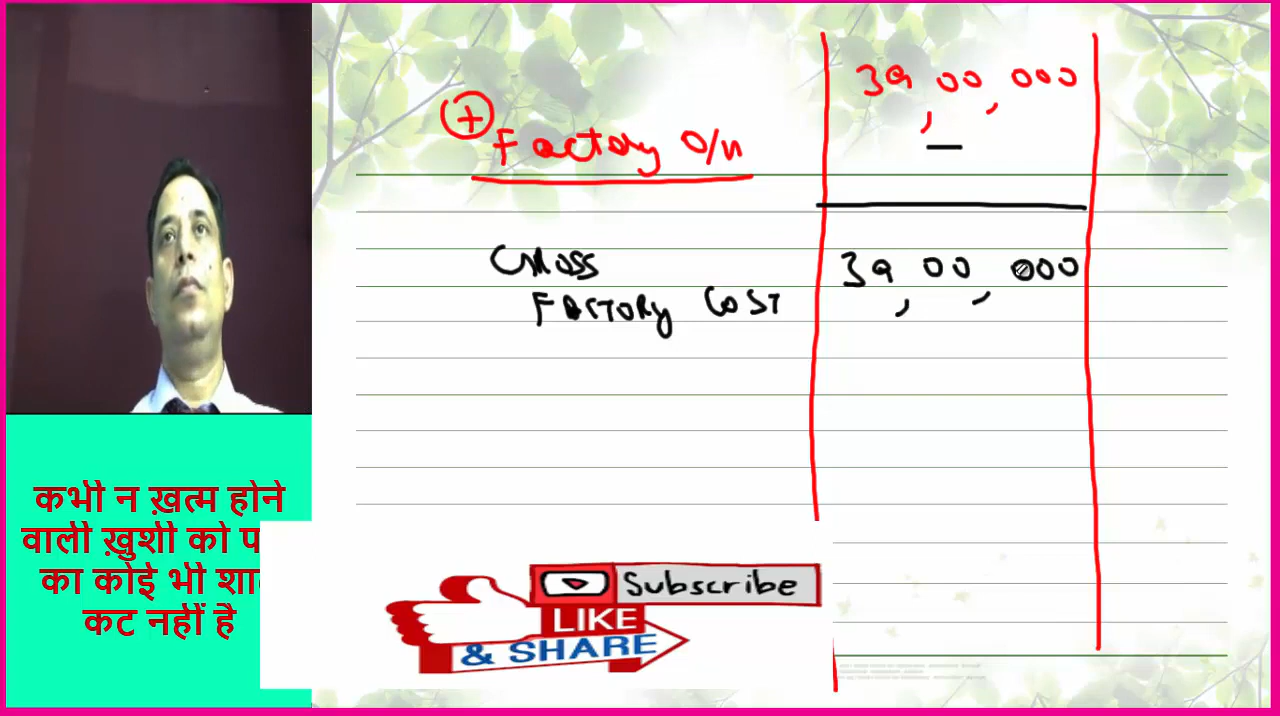 39,00,000
+
Factory O/H
—
Gross
39,00,000
FACTORY COST
कभी न ख़त्म होने
वाली ख़ुशी को
का कोई भी
कट नहीं है
Subscribe
LIKE
& SHARE